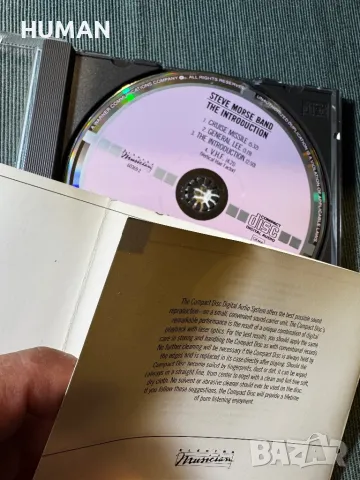 STEVE MORSE BAND
THE INTRODUCTION
1. CRUISE MISSILE
2. GENERAL LEE
3. THE INTRODUCTION
4. V.H.F.
COMPACT
disc
DIGITAL AUDIO
Musician
The Compact Disc Digital Audio System offers the best possible sound
reproduction—on a small, convenient sound-carrier unit. The Compact Disc's
remarkable performance is the result of a unique combination of digital
playback with laser optics. For the best results, you should apply the same
care in storing and handling the Compact Disc as with conventional records.
No further cleaning will be necessary if the Compact Disc is always held by
the edges and is replaced in its case directly after playing. Should the
Compact Disc become soiled by fingerprints, dust or dirt, it can be wiped
(always in a straight line, from center to edge) with a clean and lint free soft,
dry cloth. No solvent or abrasive cleaner should ever be used on the disc.
If you follow these suggestions, the Compact Disc will provide a lifetime
of pure listening enjoyment.
Musician
BAZAR